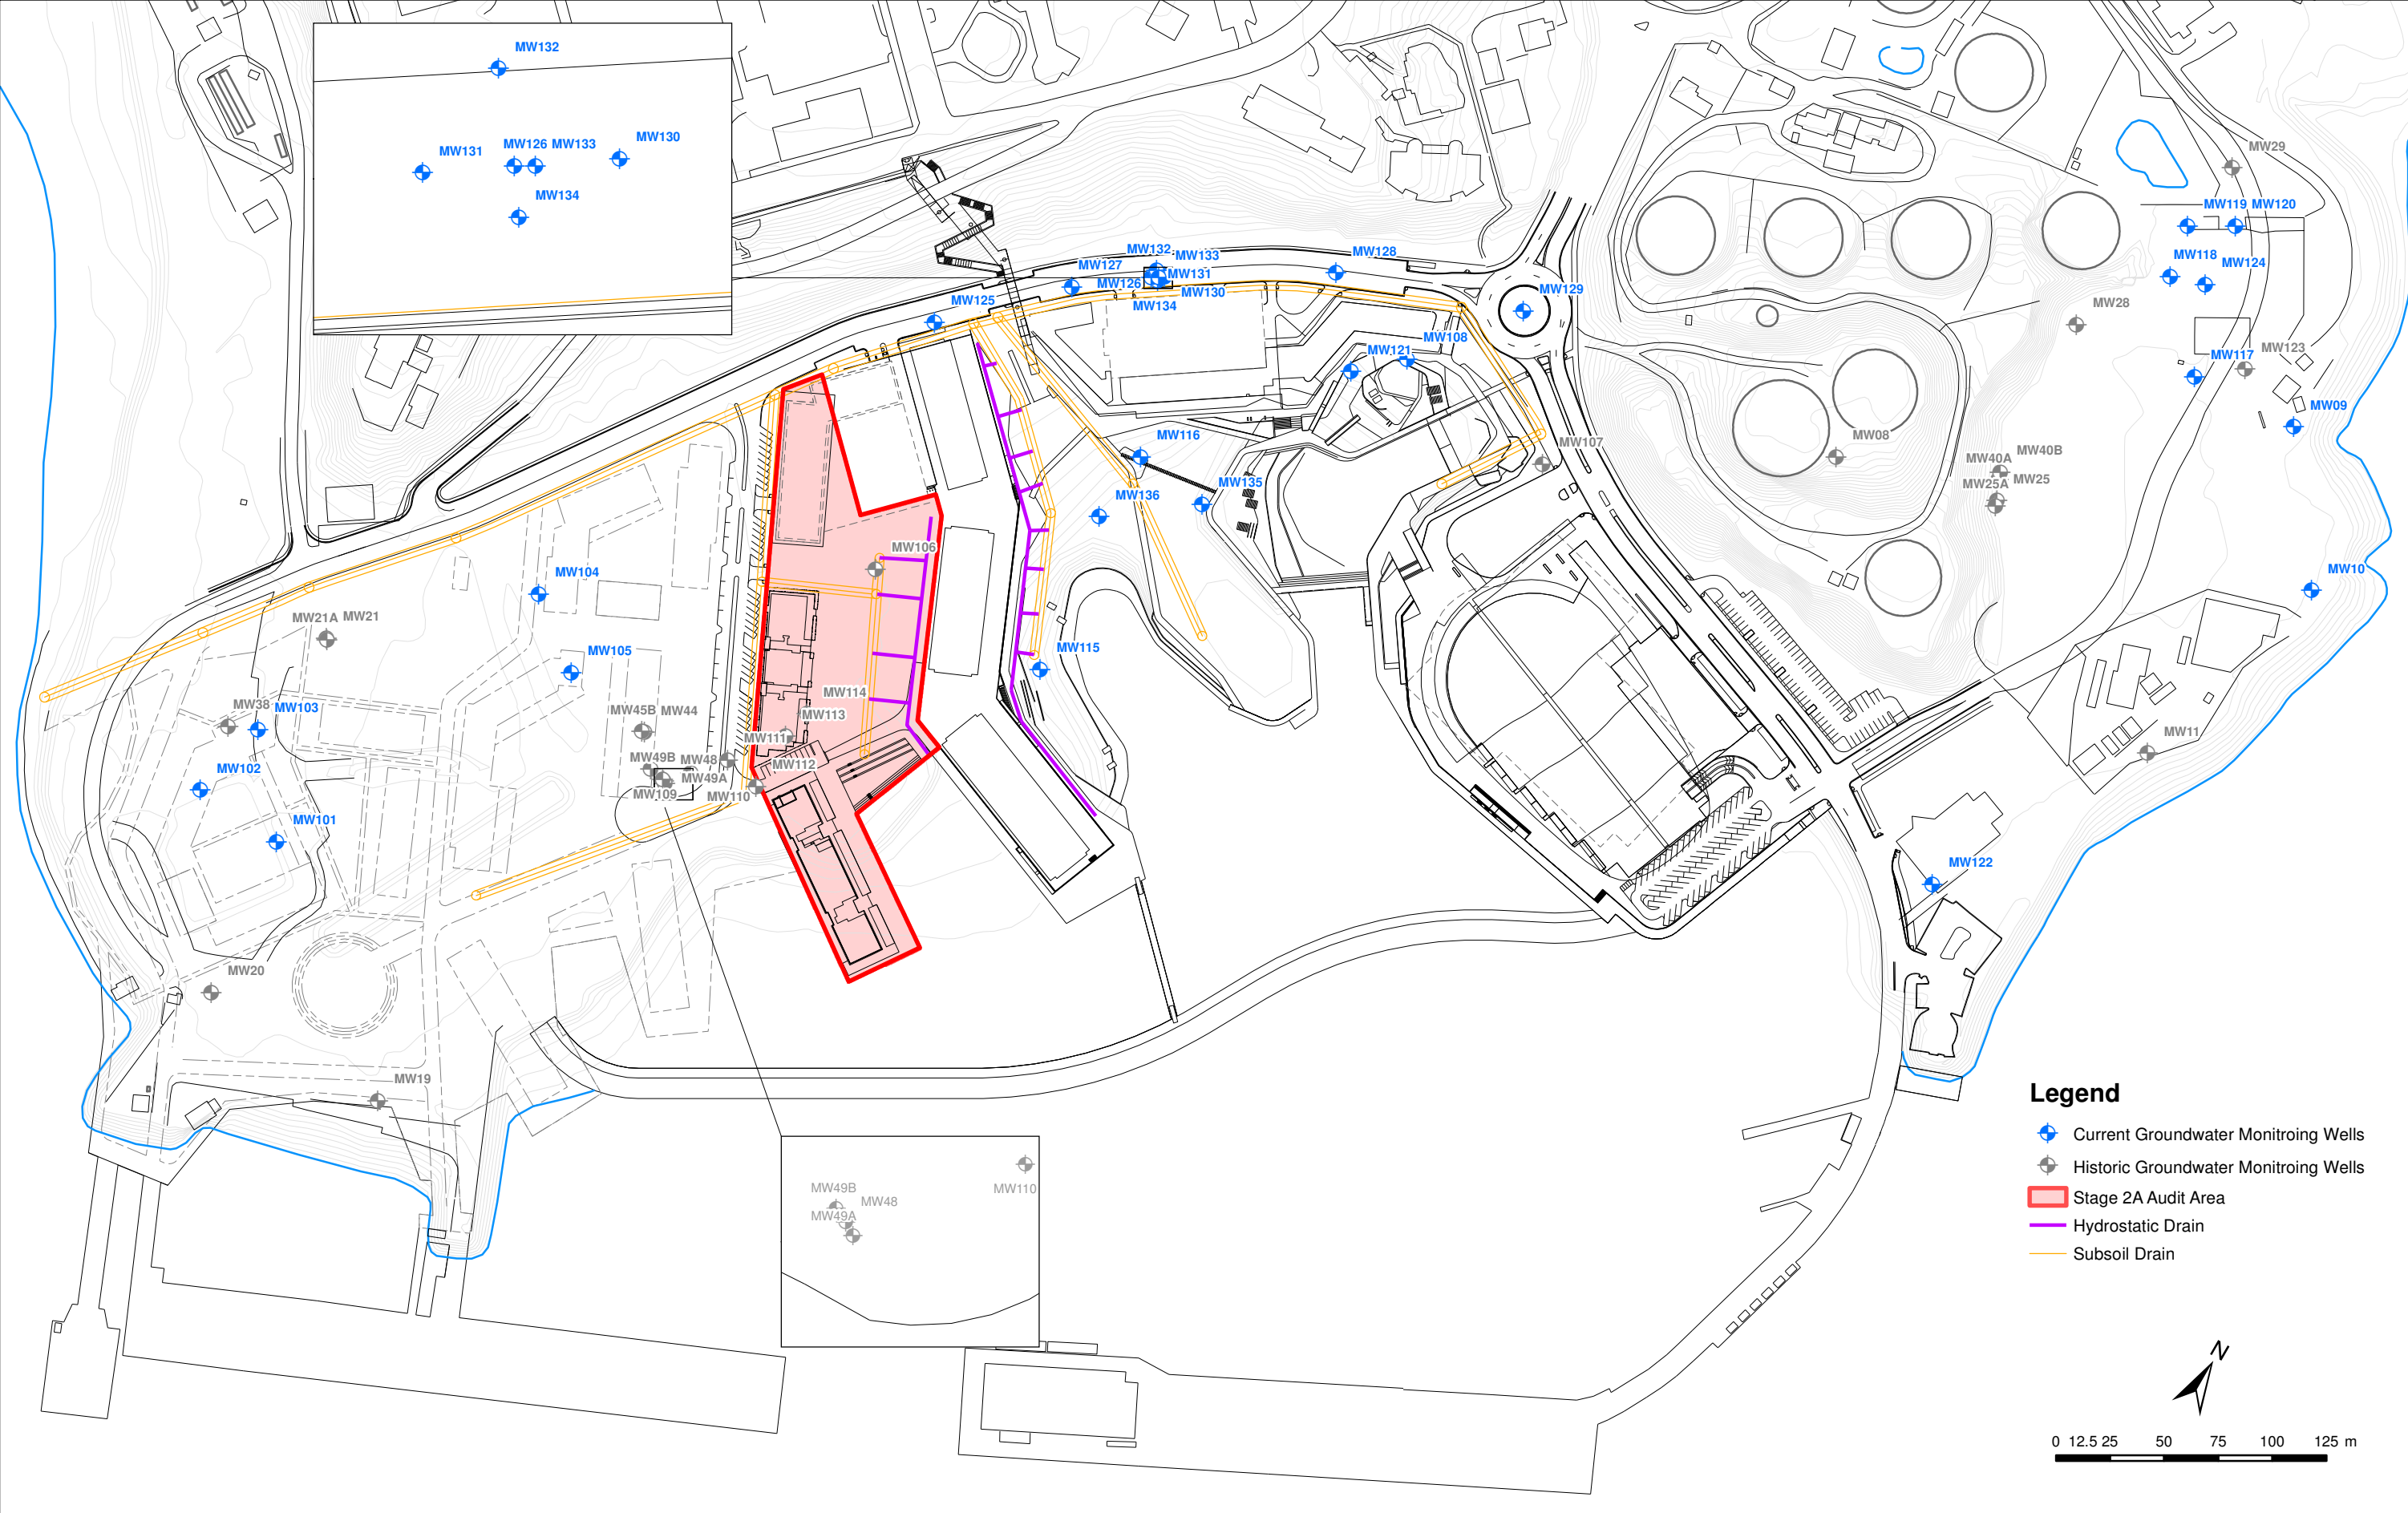 MW132
MW131
MW126 MW133
MW130
MW134
MW29
MW119 MW120
MW118
MW124
MW28
MW117
MW123
MW09
MW10
MW132
MW133
MW127
MW131
MW126
MW130
MW134
MW128
MW129
MW125
MW121
MW108
MW107
MW116
MW135
MW136
MW08
MW40B
MW40A
MW25
MW25A
MW106
MW104
MW21A MW21
MW105
MW115
MW38
MW103
MW45B MW44
MW114
MW113
MW111
MW112
MW49B MW48
MW49A
MW109
MW110
MW102
MW101
MW11
MW122
MW20
MW19
MW49B
MW48
MW49A
MW110
Legend
Current Groundwater Monitroing Wells
Historic Groundwater Monitroing Wells
Stage 2A Audit Area
Hydrostatic Drain
Subsoil Drain
N
0 12.5 25 50 75 100 125 m